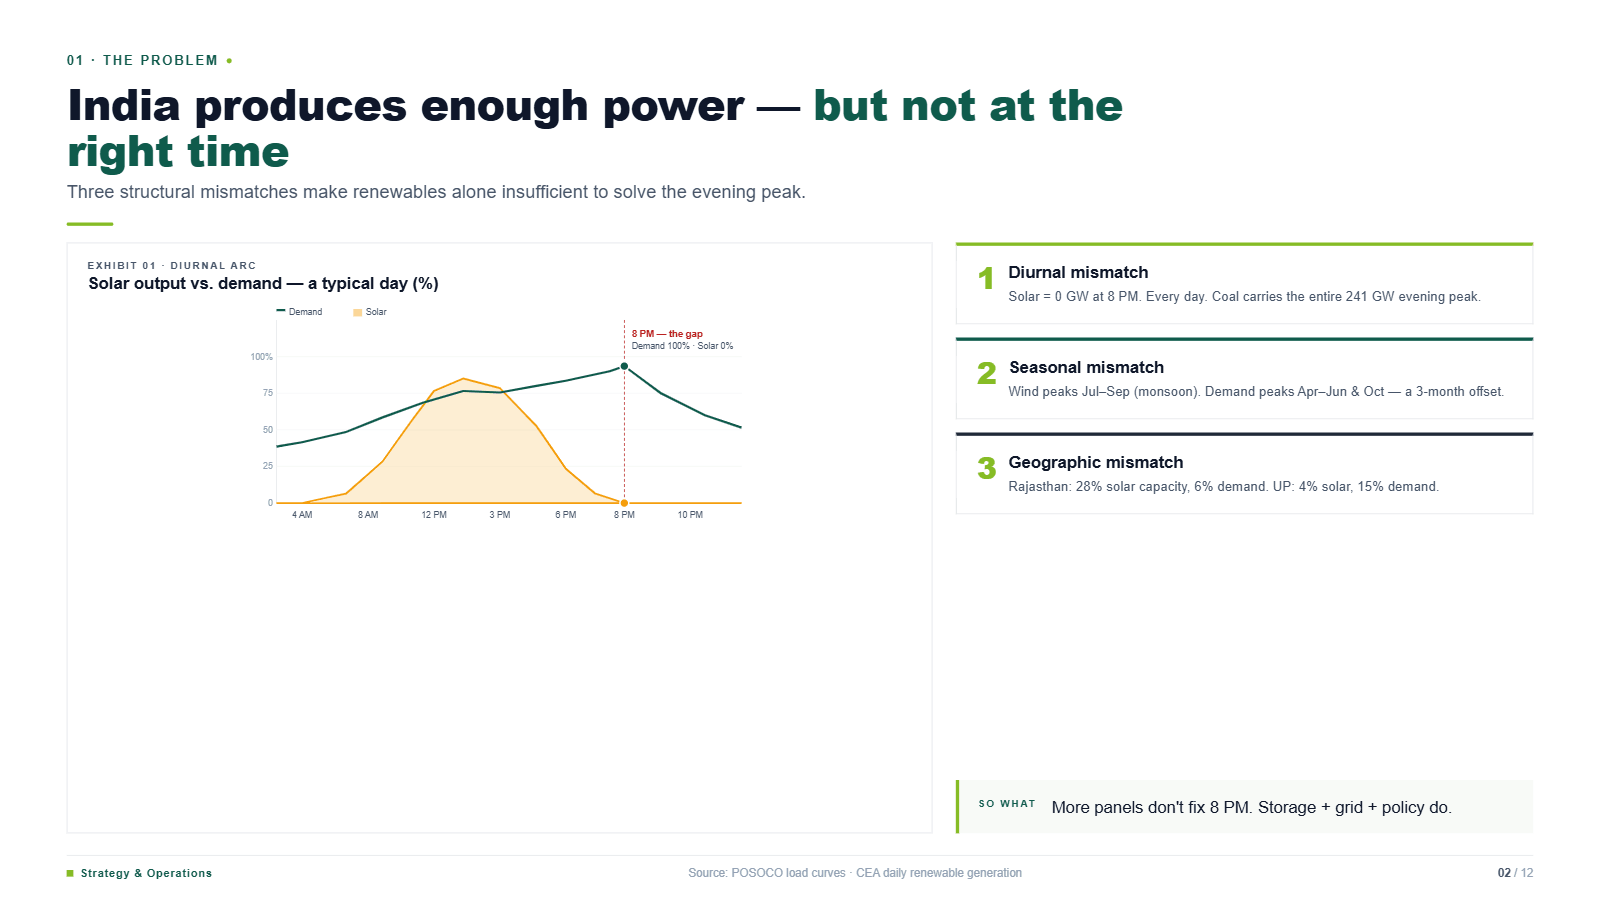 01 · THE PROBLEM
India produces enough power — but not at the
right time
Three structural mismatches make renewables alone insufficient to solve the evening peak.
EXHIBIT 01 · DIURNAL ARC
Solar output vs. demand — a typical day (%)
Demand Solar
8 PM — the gap
Demand 100% · Solar 0%
100%
75
50
25
0
4 AM 8 AM 12 PM 3 PM 6 PM 8 PM 10 PM
1 Diurnal mismatch
Solar = 0 GW at 8 PM. Every day. Coal carries the entire 241 GW evening peak.
2 Seasonal mismatch
Wind peaks Jul–Sep (monsoon). Demand peaks Apr–Jun & Oct — a 3-month offset.
3 Geographic mismatch
Rajasthan: 28% solar capacity, 6% demand. UP: 4% solar, 15% demand.
SO WHAT More panels don't fix 8 PM. Storage + grid + policy do.
Strategy & Operations
Source: POSOCO load curves · CEA daily renewable generation
02 / 12